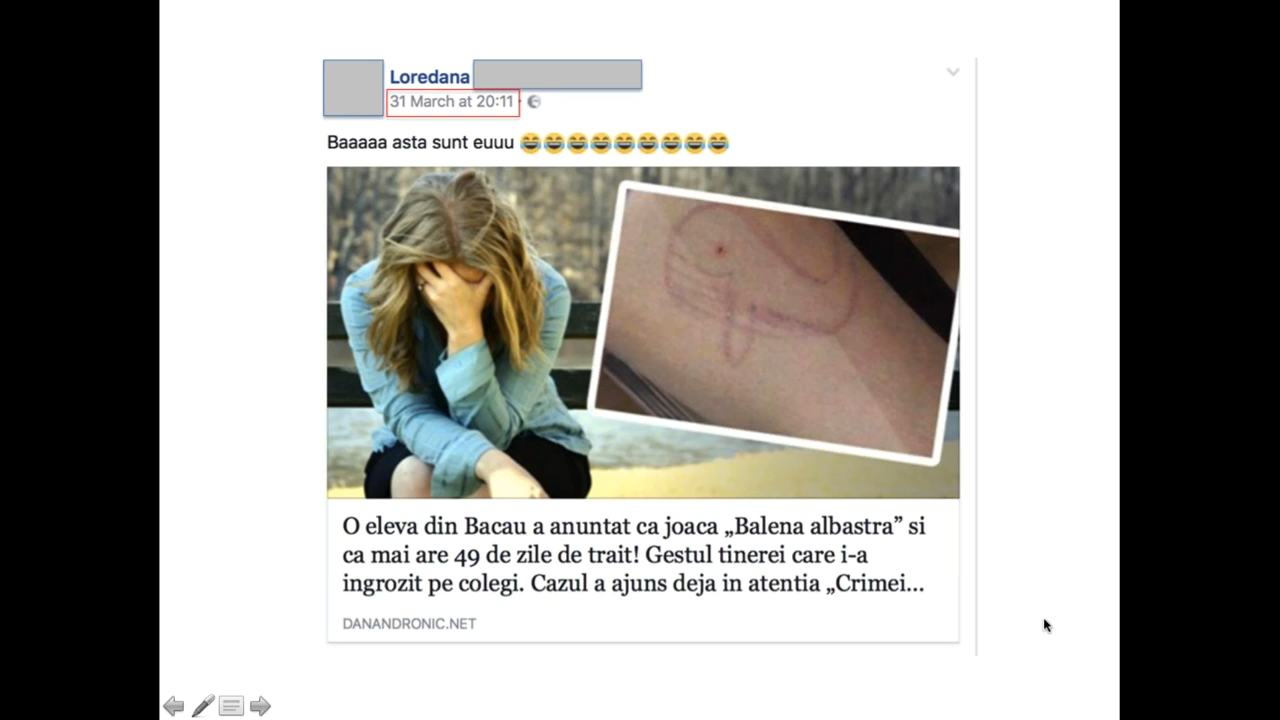 Loredana
31 March at 20:11
Baaaaa asta sunt euuu 😂😂😂😂😂😂😂😂😂
O eleva din Bacau a anuntat ca joaca „Balena albastra” si
ca mai are 49 de zile de trait! Gestul tinerei care i-a
ingrozit pe colegi. Cazul a ajuns deja in atentia „Crimei...
DANANDRONIC.NET